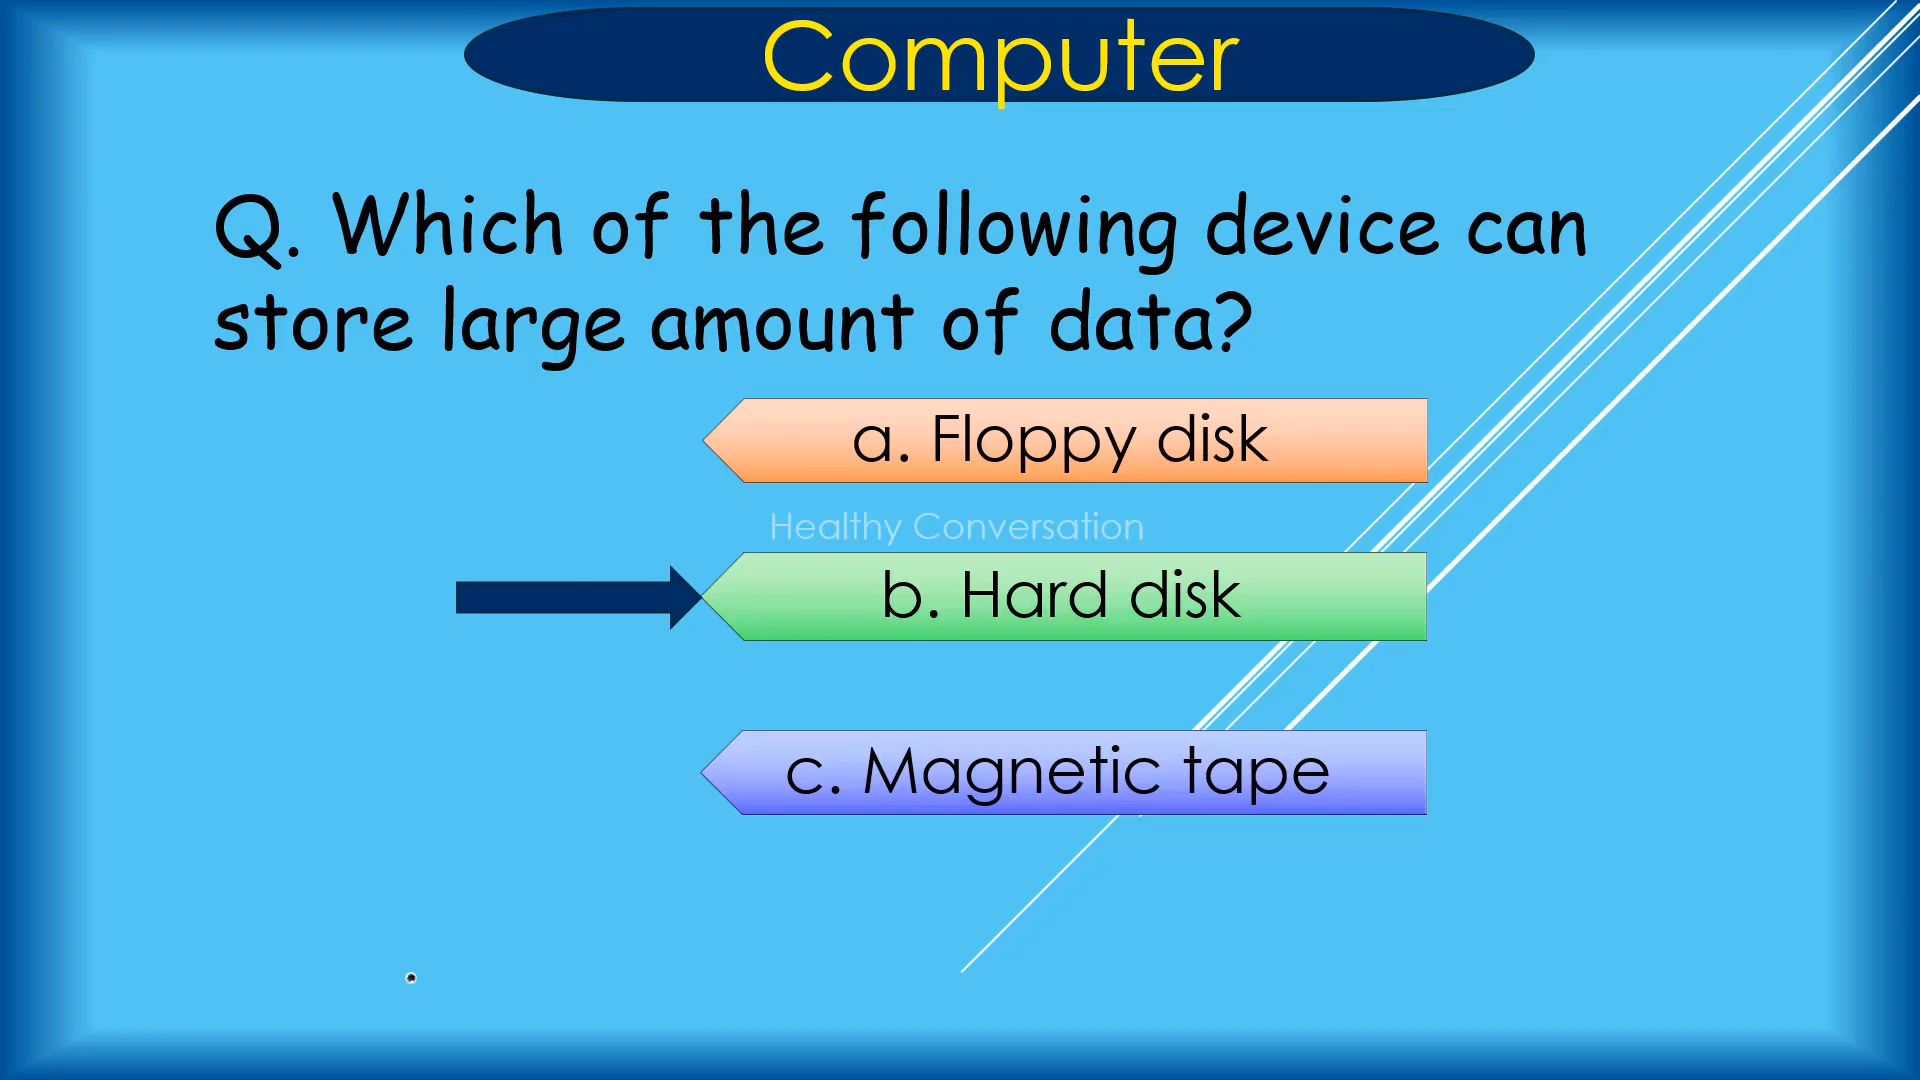 Computer
Q. Which of the following device can
store large amount of data?
a. Floppy disk
Healthy Conversation
b. Hard disk
c. Magnetic tape